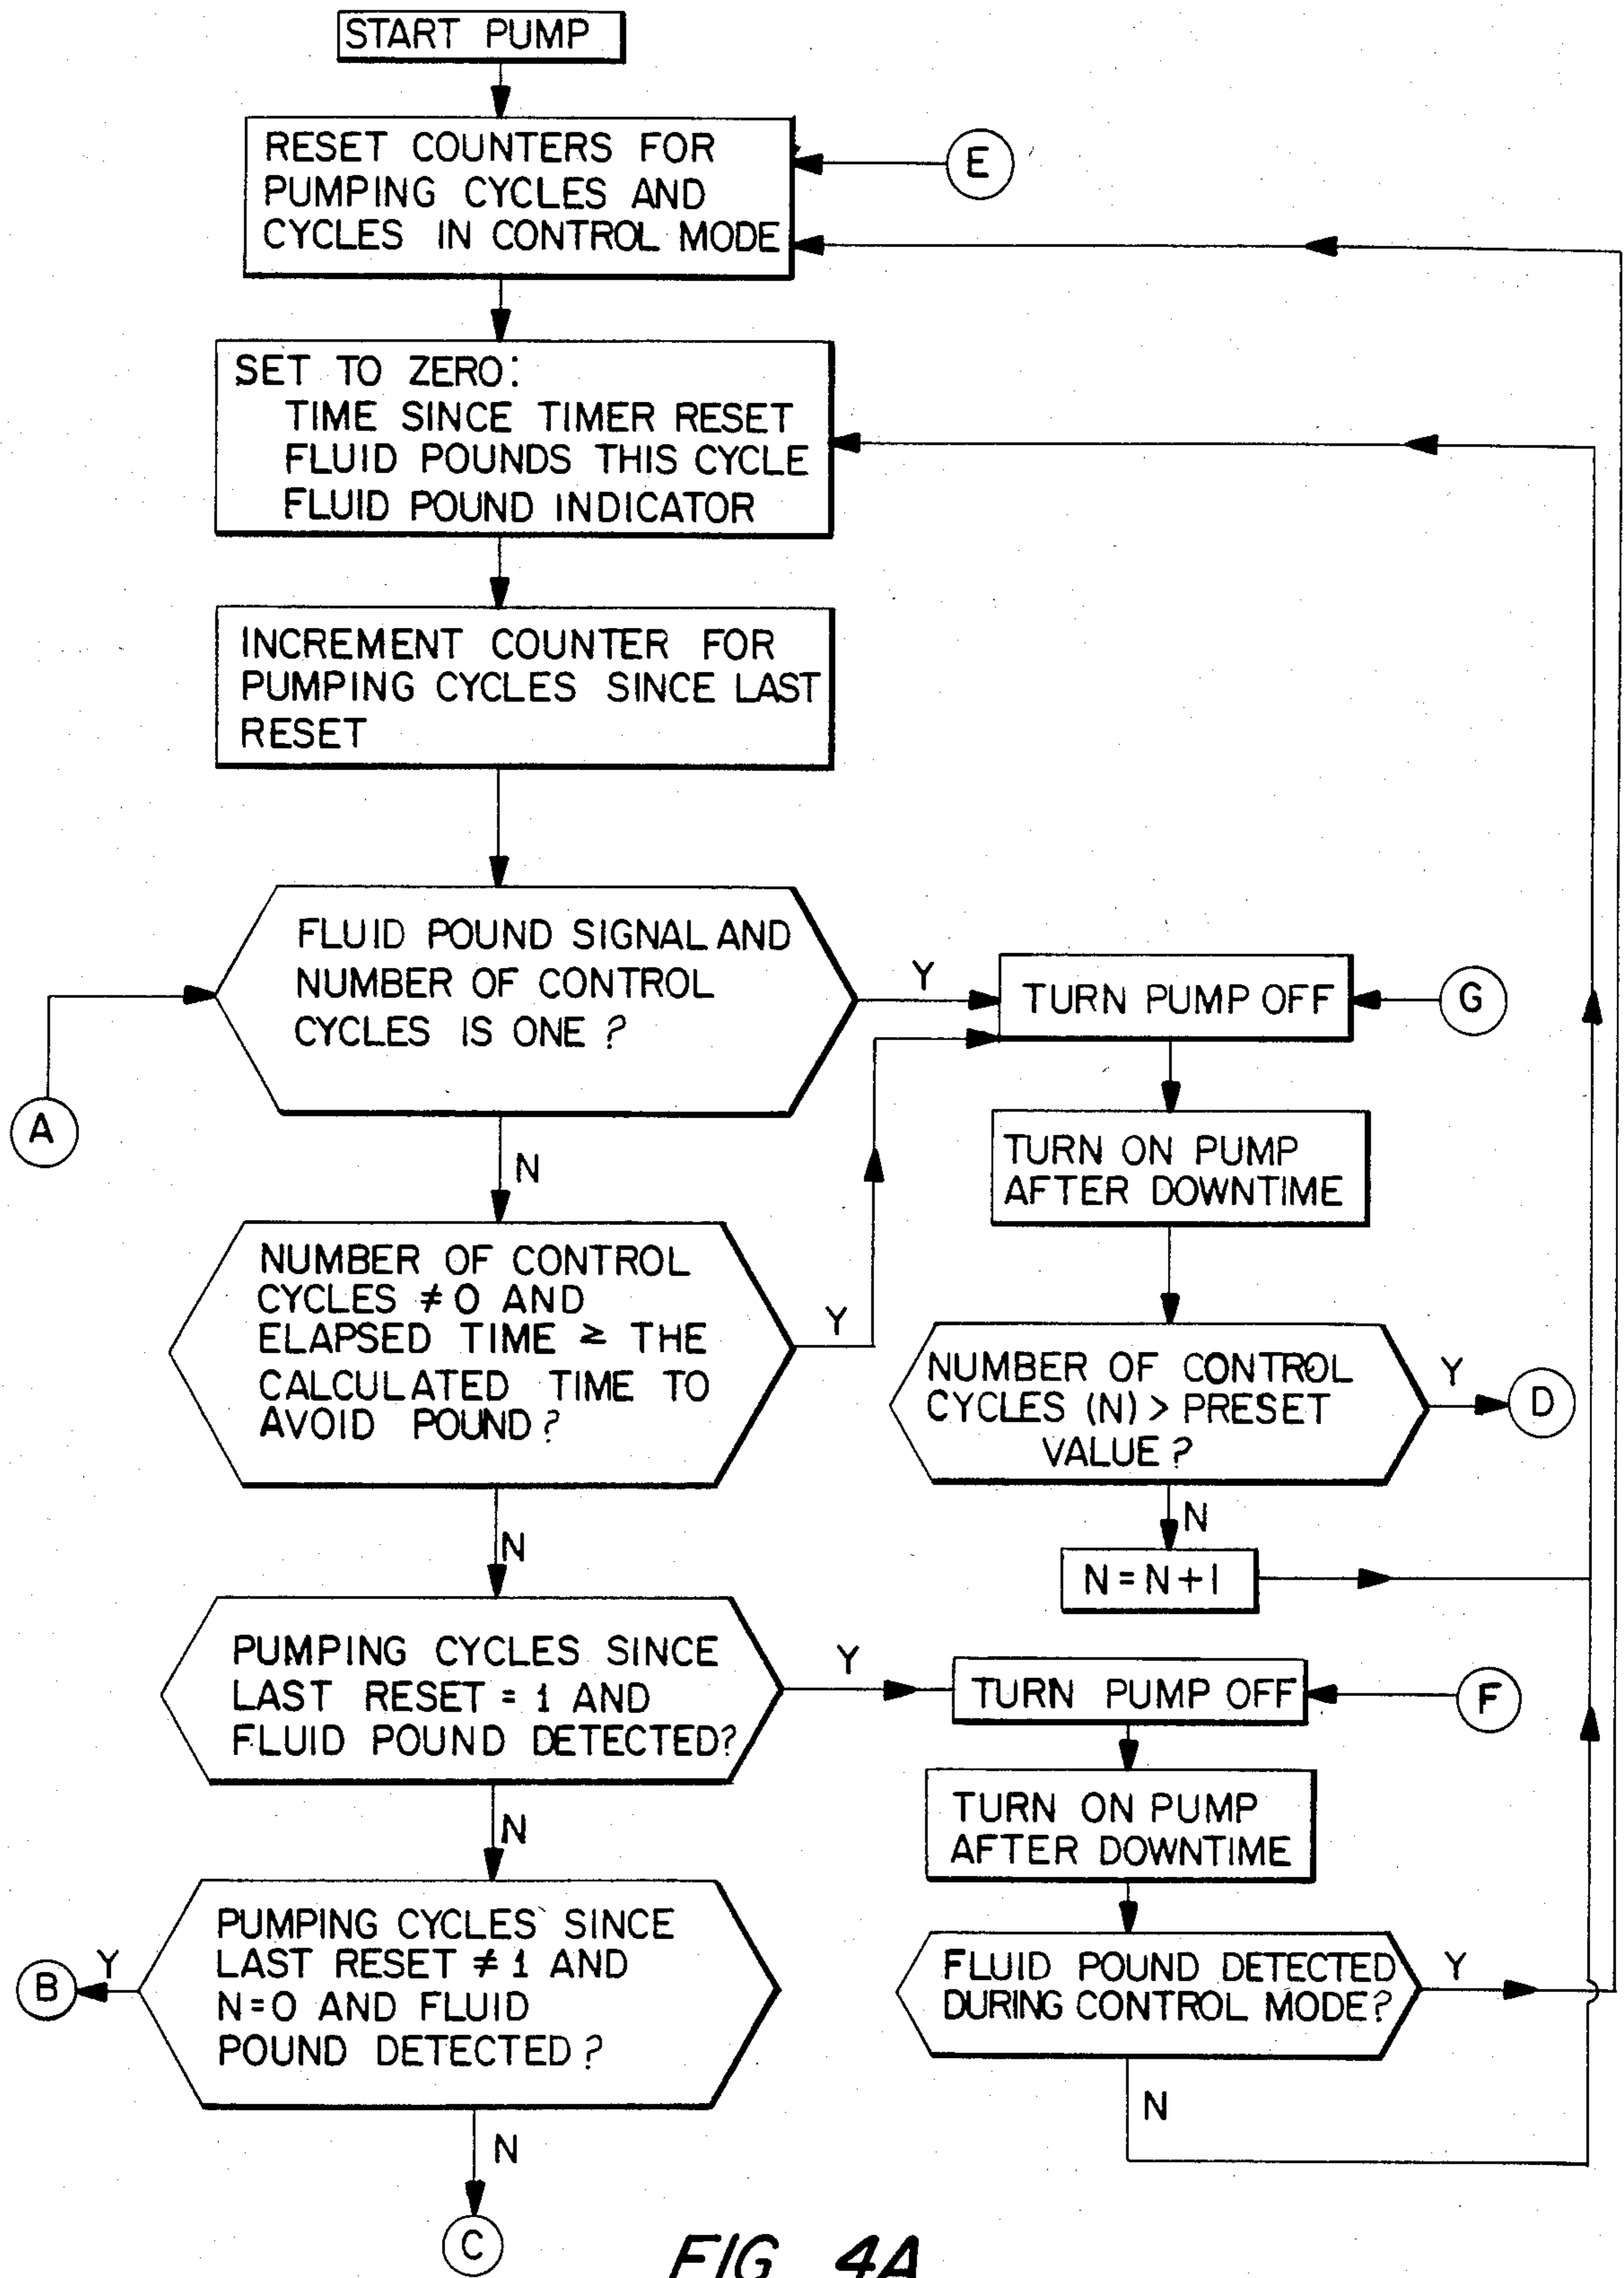 START PUMP
RESET COUNTERS FOR
PUMPING CYCLES AND
CYCLES IN CONTROL MODE
E
SET TO ZERO:
TIME SINCE TIMER RESET
FLUID POUNDS THIS CYCLE
FLUID POUND INDICATOR
INCREMENT COUNTER FOR
PUMPING CYCLES SINCE LAST
RESET
FLUID POUND SIGNAL AND
NUMBER OF CONTROL
CYCLES IS ONE ?
Y
TURN PUMP OFF
G
A
N
TURN ON PUMP
AFTER DOWNTIME
NUMBER OF CONTROL
CYCLES ≠ 0 AND
ELAPSED TIME ≥ THE
CALCULATED TIME TO
AVOID POUND ?
Y
NUMBER OF CONTROL
CYCLES (N) > PRESET
VALUE ?
Y
D
N
N
N = N + 1
PUMPING CYCLES SINCE
LAST RESET = 1 AND
FLUID POUND DETECTED?
Y
TURN PUMP OFF
F
N
TURN ON PUMP
AFTER DOWNTIME
PUMPING CYCLES SINCE
LAST RESET ≠ 1 AND
N=0 AND FLUID
POUND DETECTED ?
Y
B
FLUID POUND DETECTED
DURING CONTROL MODE?
Y
N
N
C
FIG 4A